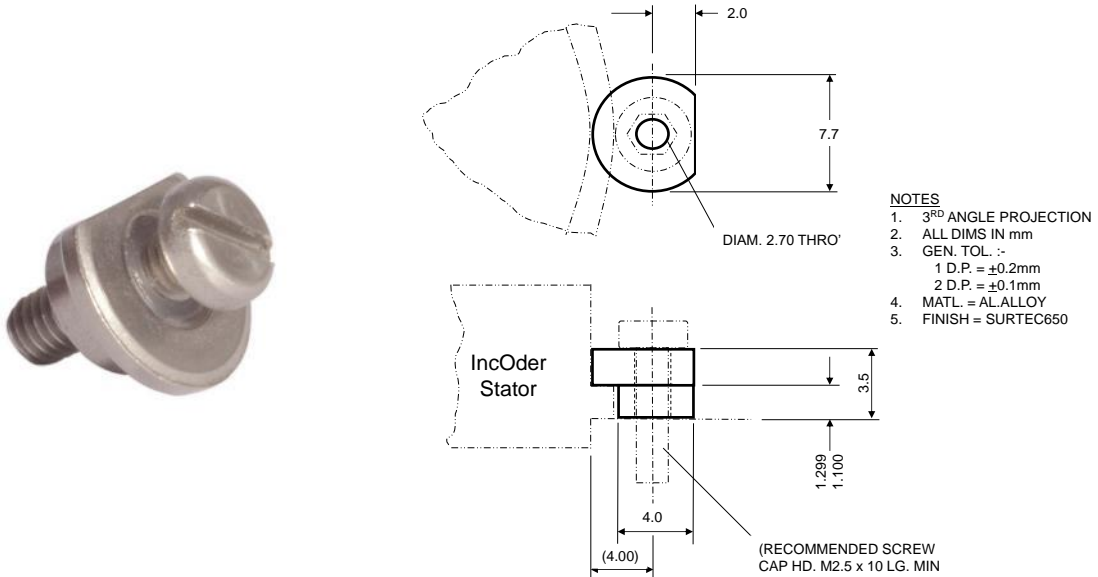 2.0
7.7
DIAM. 2.70 THRO'
NOTES
1. 3RD ANGLE PROJECTION
2. ALL DIMS IN mm
3. GEN. TOL. :-
1 D.P. = ±0.2mm
2 D.P. = ±0.1mm
4. MATL. = AL.ALLOY
5. FINISH = SURTEC650
IncOder
Stator
3.5
1.299
1.100
4.0
(4.00)
(RECOMMENDED SCREW
CAP HD. M2.5 x 10 LG. MIN